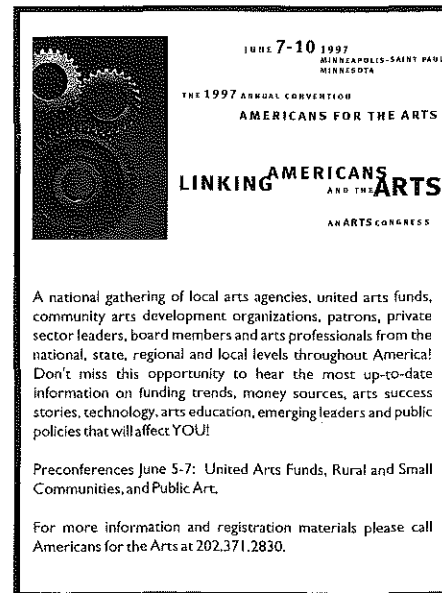 JUNE 7-10 1997
MINNEAPOLIS-SAINT PAUL
MINNESOTA
THE 1997 ANNUAL CONVENTION
AMERICANS FOR THE ARTS
LINKING AMERICANS AND THE ARTS
AN ARTS CONGRESS
A national gathering of local arts agencies, united arts funds,
community arts development organizations, patrons, private
sector leaders, board members and arts professionals from the
national, state, regional and local levels throughout America!
Don't miss this opportunity to hear the most up-to-date
information on funding trends, money sources, arts success
stories, technology, arts education, emerging leaders and public
policies that will affect YOU!
Preconferences June 5-7: United Arts Funds, Rural and Small
Communities, and Public Art.
For more information and registration materials please call
Americans for the Arts at 202.371.2830.